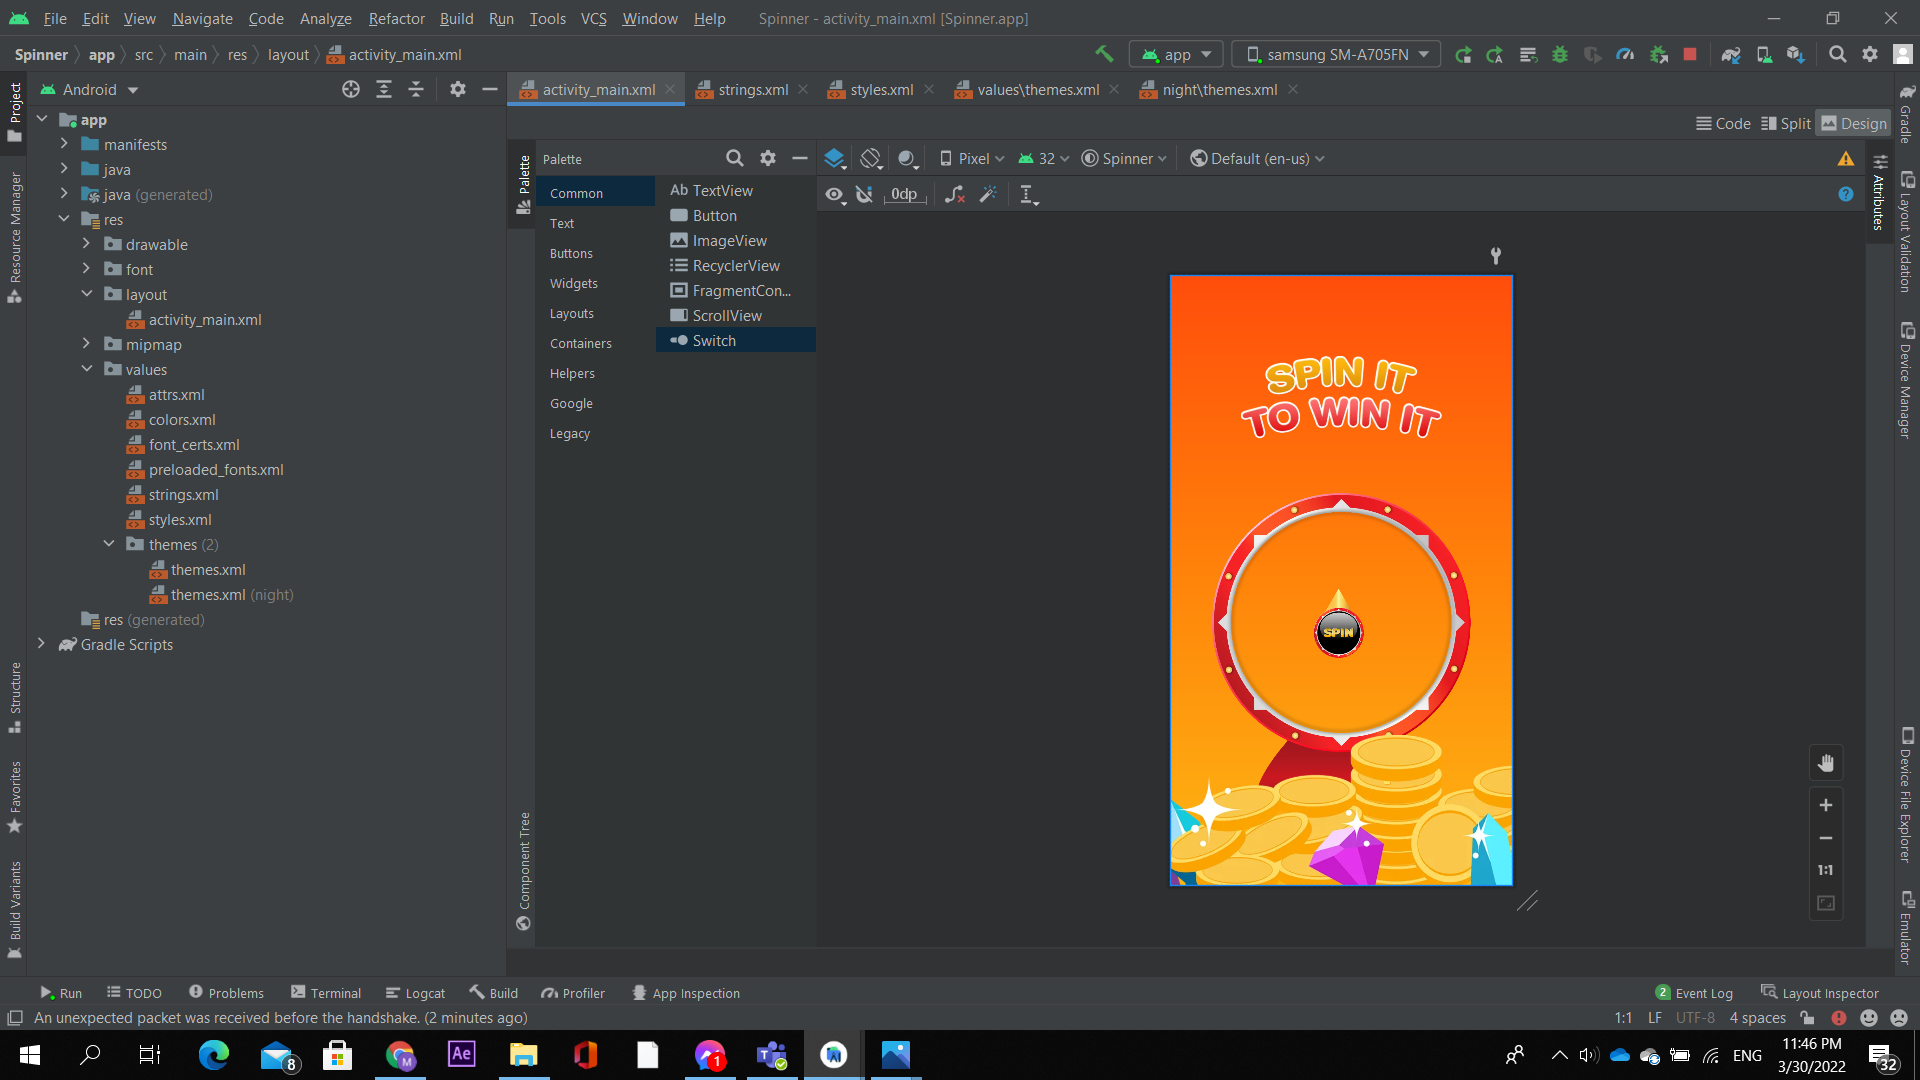 File Edit View Navigate Code Analyze Refactor Build Run Tools VCS Window Help Spinner - activity_main.xml [Spinner.app]
Spinner app src main res layout activity_main.xml app samsung SM-A705FN
Project
Android
activity_main.xml strings.xml styles.xml values\themes.xml night\themes.xml
Code Split Design
app
manifests
java
java (generated)
res
drawable
font
layout
activity_main.xml
mipmap
values
attrs.xml
colors.xml
font_certs.xml
preloaded_fonts.xml
strings.xml
styles.xml
themes (2)
themes.xml
themes.xml (night)
res (generated)
Gradle Scripts
Resource Manager
Structure
Favorites
Build Variants
Palette
Component Tree
Palette
Common
Text
Buttons
Widgets
Layouts
Containers
Helpers
Google
Legacy
Ab TextView
Button
ImageView
RecyclerView
FragmentCon...
ScrollView
Switch
Pixel 32 Spinner Default (en-us)
0dp
SPIN IT
TO WIN IT
SPIN
1:1
Attributes
Gradle
Layout Validation
Device Manager
Device File Explorer
Emulator
Run TODO Problems Terminal Logcat Build Profiler App Inspection 2 Event Log Layout Inspector
An unexpected packet was received before the handshake. (2 minutes ago) 1:1 LF UTF-8 4 spaces
8 Ae 1 ENG 11:46 PM
3/30/2022 32